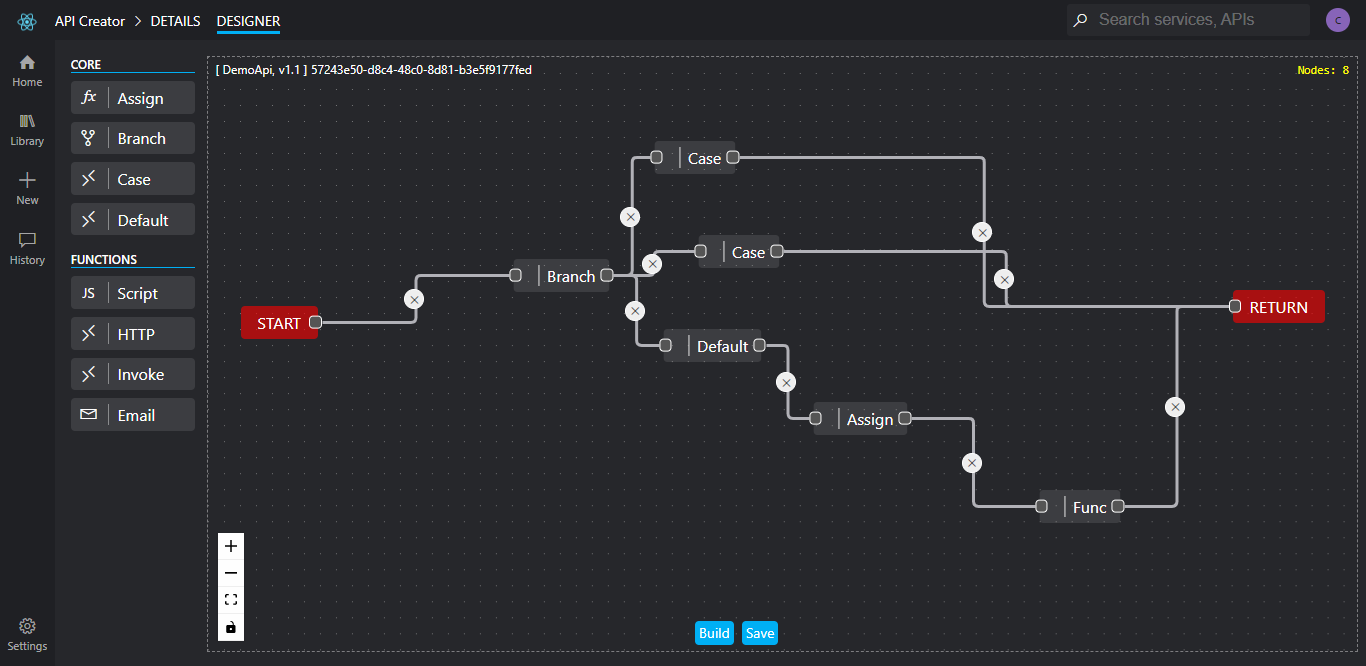 API Creator > DETAILS DESIGNER
Search services, APIs
C
Home
Library
New
History
Settings
CORE
fx Assign
Branch
Case
Default
FUNCTIONS
JS Script
HTTP
Invoke
Email
[ DemoApi, v1.1 ] 57243e50-d8c4-48c0-8d81-b3e5f9177fed
Nodes: 8
Case
Case
Branch
START
RETURN
Default
Assign
Func
Build Save